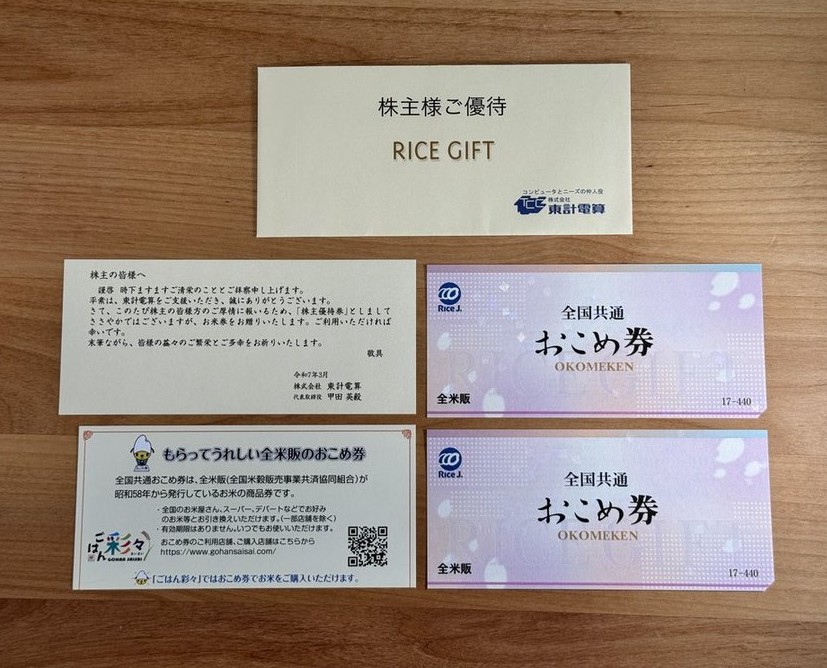 株主様ご優待
RICE GIFT
コンピュータとニーズの仲人役
TCC 株式会社
東計電算
株主の皆様へ
謹啓 時下ますますご清栄のこととご拝察申し上げます。
平素は、東計電算をご支援いただき、誠にありがとうございます。
さて、このたび株主の皆様方のご厚情に報いるため、「株主優待券」としまして
ささやかではございますが、お米券をお贈りいたします。ご利用いただければ
幸いです。
末筆ながら、皆様の益々のご繁栄とご多幸をお祈りいたします。
敬具
令和7年3月
株式会社 東計電算
代表取締役 甲田 英毅
Rice J.
全国共通
おこめ券
OKOMEKEN
全米販
17-440
もらってうれしい全米販のおこめ券
全国共通おこめ券は、全米販(全国米穀販売事業共済協同組合)が
昭和58年から発行しているお米の商品券です。
・全国のお米屋さん、スーパー、デパートなどでお好み
のお米等とお引き換えいただけます。(一部店舗を除く)
・有効期限はありません。いつでもお使いいただけます。
おこめ券のご利用店舗、ご購入店舗はこちらから
https://www.gohansaisai.com/
ごはん彩々
GOHAN SAISAI
「ごはん彩々」ではおこめ券でお米をご購入いただけます。
Rice J.
全国共通
おこめ券
OKOMEKEN
全米販
17-440